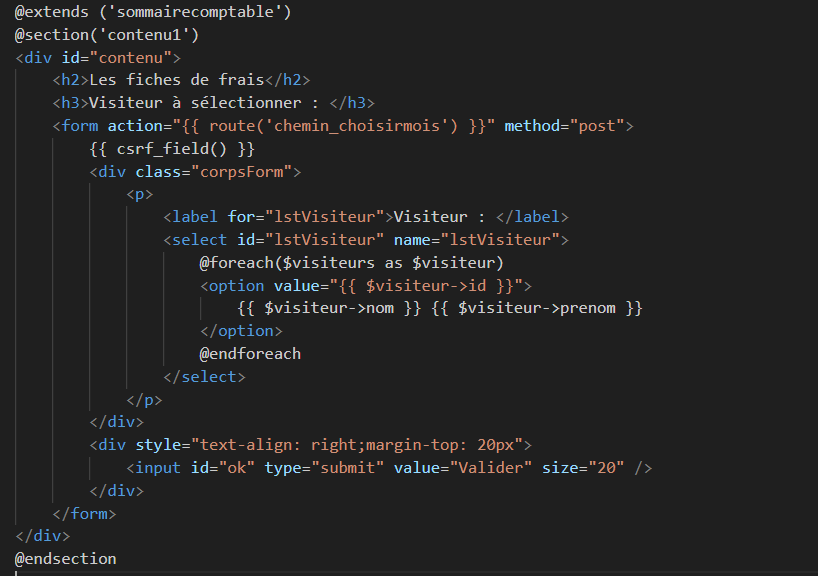 @extends ('sommairecomptable')
@section('contenu1')
<div id="contenu">
    <h2>Les fiches de frais</h2>
    <h3>Visiteur à sélectionner : </h3>
    <form action="{{ route('chemin_choisirmois') }}" method="post">
        {{ csrf_field() }}
        <div class="corpsForm">
            <p>
                <label for="lstVisiteur">Visiteur : </label>
                <select id="lstVisiteur" name="lstVisiteur">
                    @foreach($visiteurs as $visiteur)
                    <option value="{{ $visiteur->id }}">
                        {{ $visiteur->nom }} {{ $visiteur->prenom }}
                    </option>
                    @endforeach
                </select>
            </p>
        </div>
        <div style="text-align: right;margin-top: 20px">
            <input id="ok" type="submit" value="Valider" size="20" />
        </div>
    </form>
</div>
@endsection